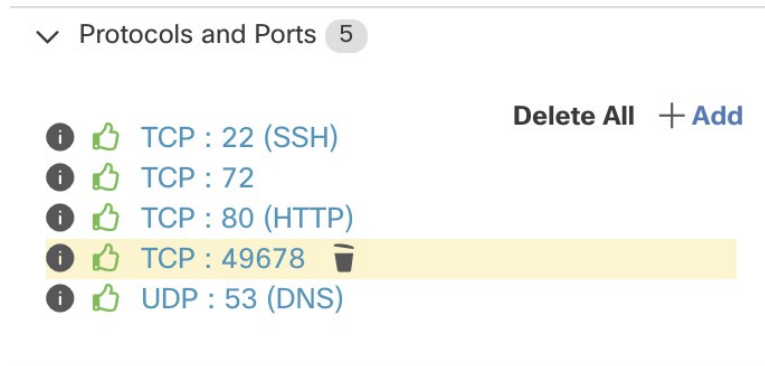 Protocols and Ports 5
Delete All + Add
TCP : 22 (SSH)
TCP : 72
TCP : 80 (HTTP)
TCP : 49678
UDP : 53 (DNS)